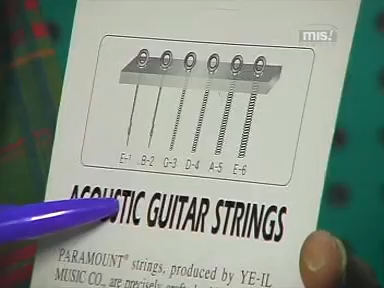 mis!
E-1 B-2 G-3 D-4 A-5 E-6
ACOUSTIC GUITAR STRINGS
PARAMOUNT® strings, produced by YE-IL
MUSIC CO., are precisely